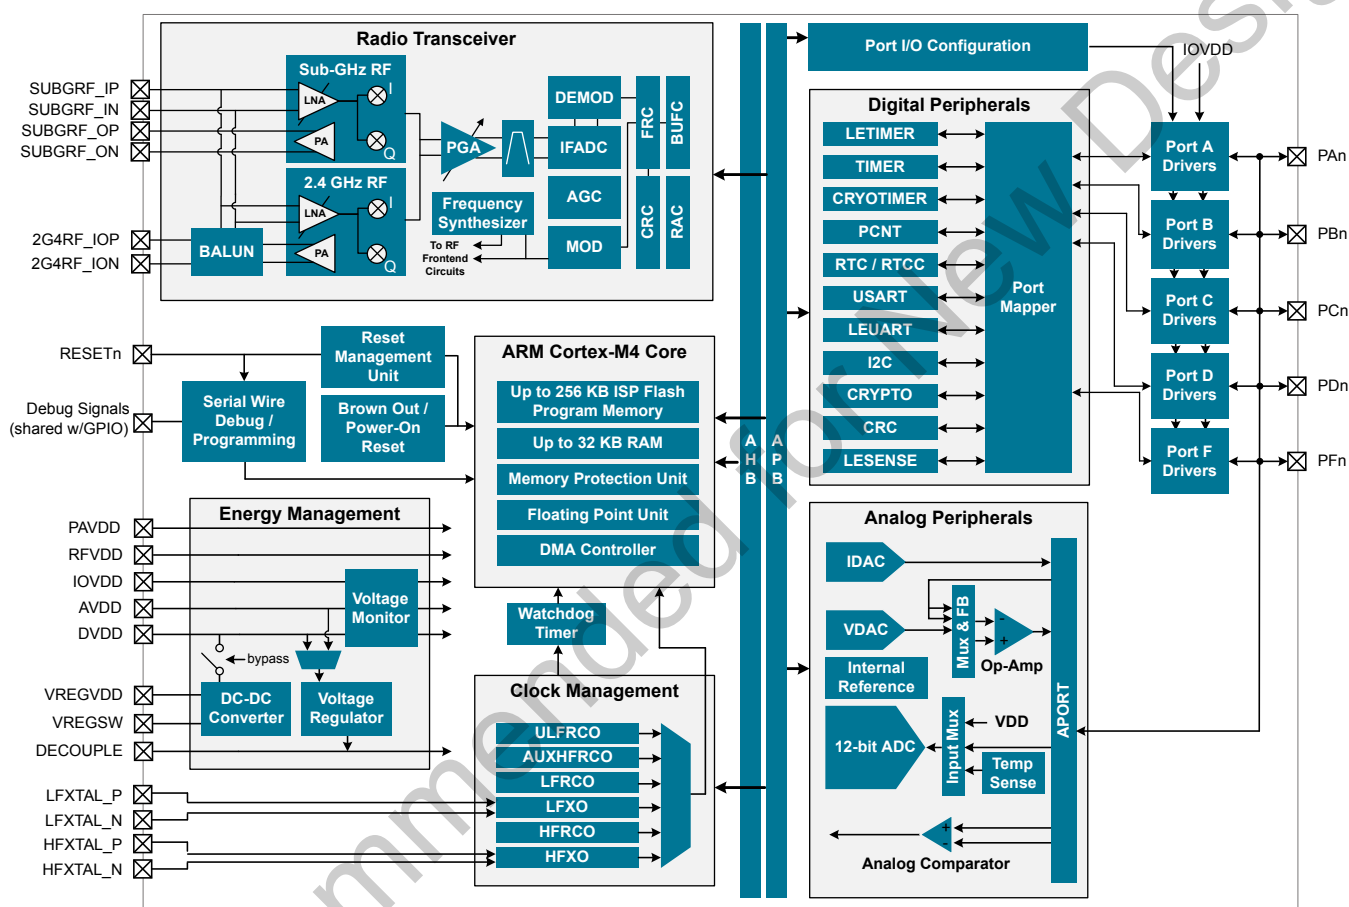 Radio Transceiver
SUBGRF_IP
SUBGRF_IN
SUBGRF_OP
SUBGRF_ON
2G4RF_IOP
2G4RF_ION
Sub-GHz RF
LNA
I
PA
Q
2.4 GHz RF
LNA
I
PA
Q
BALUN
PGA
Frequency
Synthesizer
To RF
Frontend
Circuits
DEMOD
IFADC
AGC
MOD
FRC
BUFC
CRC
RAC
RESETn
Debug Signals
(shared w/GPIO)
Reset
Management
Unit
Serial Wire
Debug /
Programming
Brown Out /
Power-On
Reset
ARM Cortex-M4 Core
Up to 256 KB ISP Flash
Program Memory
Up to 32 KB RAM
Memory Protection Unit
Floating Point Unit
DMA Controller
Watchdog
Timer
Energy Management
PAVDD
RFVDD
IOVDD
AVDD
DVDD
VREGVDD
VREGSW
DECOUPLE
Voltage
Monitor
bypass
DC-DC
Converter
Voltage
Regulator
Clock Management
LFXTAL_P
LFXTAL_N
HFXTAL_P
HFXTAL_N
ULFRCO
AUXHFRCO
LFRCO
LFXO
HFRCO
HFXO
AHB
APB
Port I/O Configuration
IOVDD
Digital Peripherals
LETIMER
TIMER
CRYOTIMER
PCNT
RTC / RTCC
USART
LEUART
I2C
CRYPTO
CRC
LESENSE
Port
Mapper
Port A
Drivers
Port B
Drivers
Port C
Drivers
Port D
Drivers
Port F
Drivers
PAn
PBn
PCn
PDn
PFn
Analog Peripherals
IDAC
VDAC
Internal
Reference
12-bit ADC
Mux & FB
-
+
Op-Amp
Input Mux
VDD
Temp
Sense
APORT
+
-
Analog Comparator
mmended for New Desi